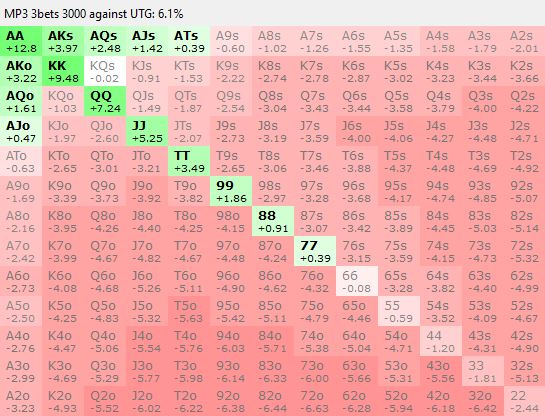 MP3 3bets 3000 against UTG: 6.1%
AA AKs AQs AJs ATs A9s A8s A7s A6s A5s A4s A3s A2s
+12.8 +3.97 +2.48 +1.42 +0.39 -0.60 -1.02 -1.26 -1.55 -1.35 -1.58 -1.79 -2.01
AKo KK KQs KJs KTs K9s K8s K7s K6s K5s K4s K3s K2s
+3.22 +9.48 -0.02 -0.91 -1.53 -2.22 -2.74 -2.78 -2.87 -3.02 -3.23 -3.44 -3.66
AQo KQo QQ QJs QTs Q9s Q8s Q7s Q6s Q5s Q4s Q3s Q2s
+1.61 -1.03 +7.24 -1.49 -1.87 -2.54 -3.04 -3.43 -3.44 -3.58 -3.79 -4.00 -4.22
AJo KJo QJo JJ JTs J9s J8s J7s J6s J5s J4s J3s J2s
+0.47 -1.97 -2.60 +5.25 -2.07 -2.73 -3.19 -3.59 -4.00 -4.06 -4.27 -4.48 -4.71
ATo KTo QTo JTo TT T9s T8s T7s T6s T5s T4s T3s T2s
-0.63 -2.65 -3.01 -3.21 +3.49 -2.65 -3.06 -3.46 -3.88 -4.37 -4.48 -4.69 -4.92
A9o K9o Q9o J9o T9o 99 98s 97s 96s 95s 94s 93s 92s
-1.69 -3.39 -3.73 -3.92 -3.82 +1.86 -2.97 -3.28 -3.68 -4.17 -4.74 -4.85 -5.07
A8o K8o Q8o J8o T8o 98o 88 87s 86s 85s 84s 83s 82s
-2.16 -3.95 -4.26 -4.40 -4.25 -4.15 +0.91 -3.07 -3.42 -3.89 -4.45 -5.03 -5.14
A7o K7o Q7o J7o T7o 97o 87o 77 76s 75s 74s 73s 72s
-2.42 -3.99 -4.67 -4.82 -4.67 -4.48 -4.24 +0.39 -3.15 -3.59 -4.15 -4.73 -5.32
A6o K6o Q6o J6o T6o 96o 86o 76o 66 65s 64s 63s 62s
-2.73 -4.08 -4.68 -5.26 -5.11 -4.90 -4.62 -4.32 -0.08 -3.28 -3.82 -4.40 -4.99
A5o K5o Q5o J5o T5o 95o 85o 75o 65o 55 54s 53s 52s
-2.50 -4.25 -4.83 -5.32 -5.63 -5.42 -5.11 -4.79 -4.46 -0.59 -3.52 -4.09 -4.67
A4o K4o Q4o J4o T4o 94o 84o 74o 64o 54o 44 43s 42s
-2.76 -4.47 -5.06 -5.54 -5.76 -6.03 -5.71 -5.38 -5.04 -4.71 -1.20 -4.31 -4.90
A3o K3o Q3o J3o T3o 93o 83o 73o 63o 53o 43o 33 32s
-2.99 -4.69 -5.29 -5.77 -5.98 -6.14 -6.33 -6.00 -5.66 -5.31 -5.56 -1.81 -5.13
A2o K2o Q2o J2o T2o 92o 82o 72o 62o 52o 42o 32o 22
-3.23 -4.93 -5.52 -6.02 -6.22 -6.38 -6.44 -6.63 -6.28 -5.94 -6.18 -6.42 -2.44